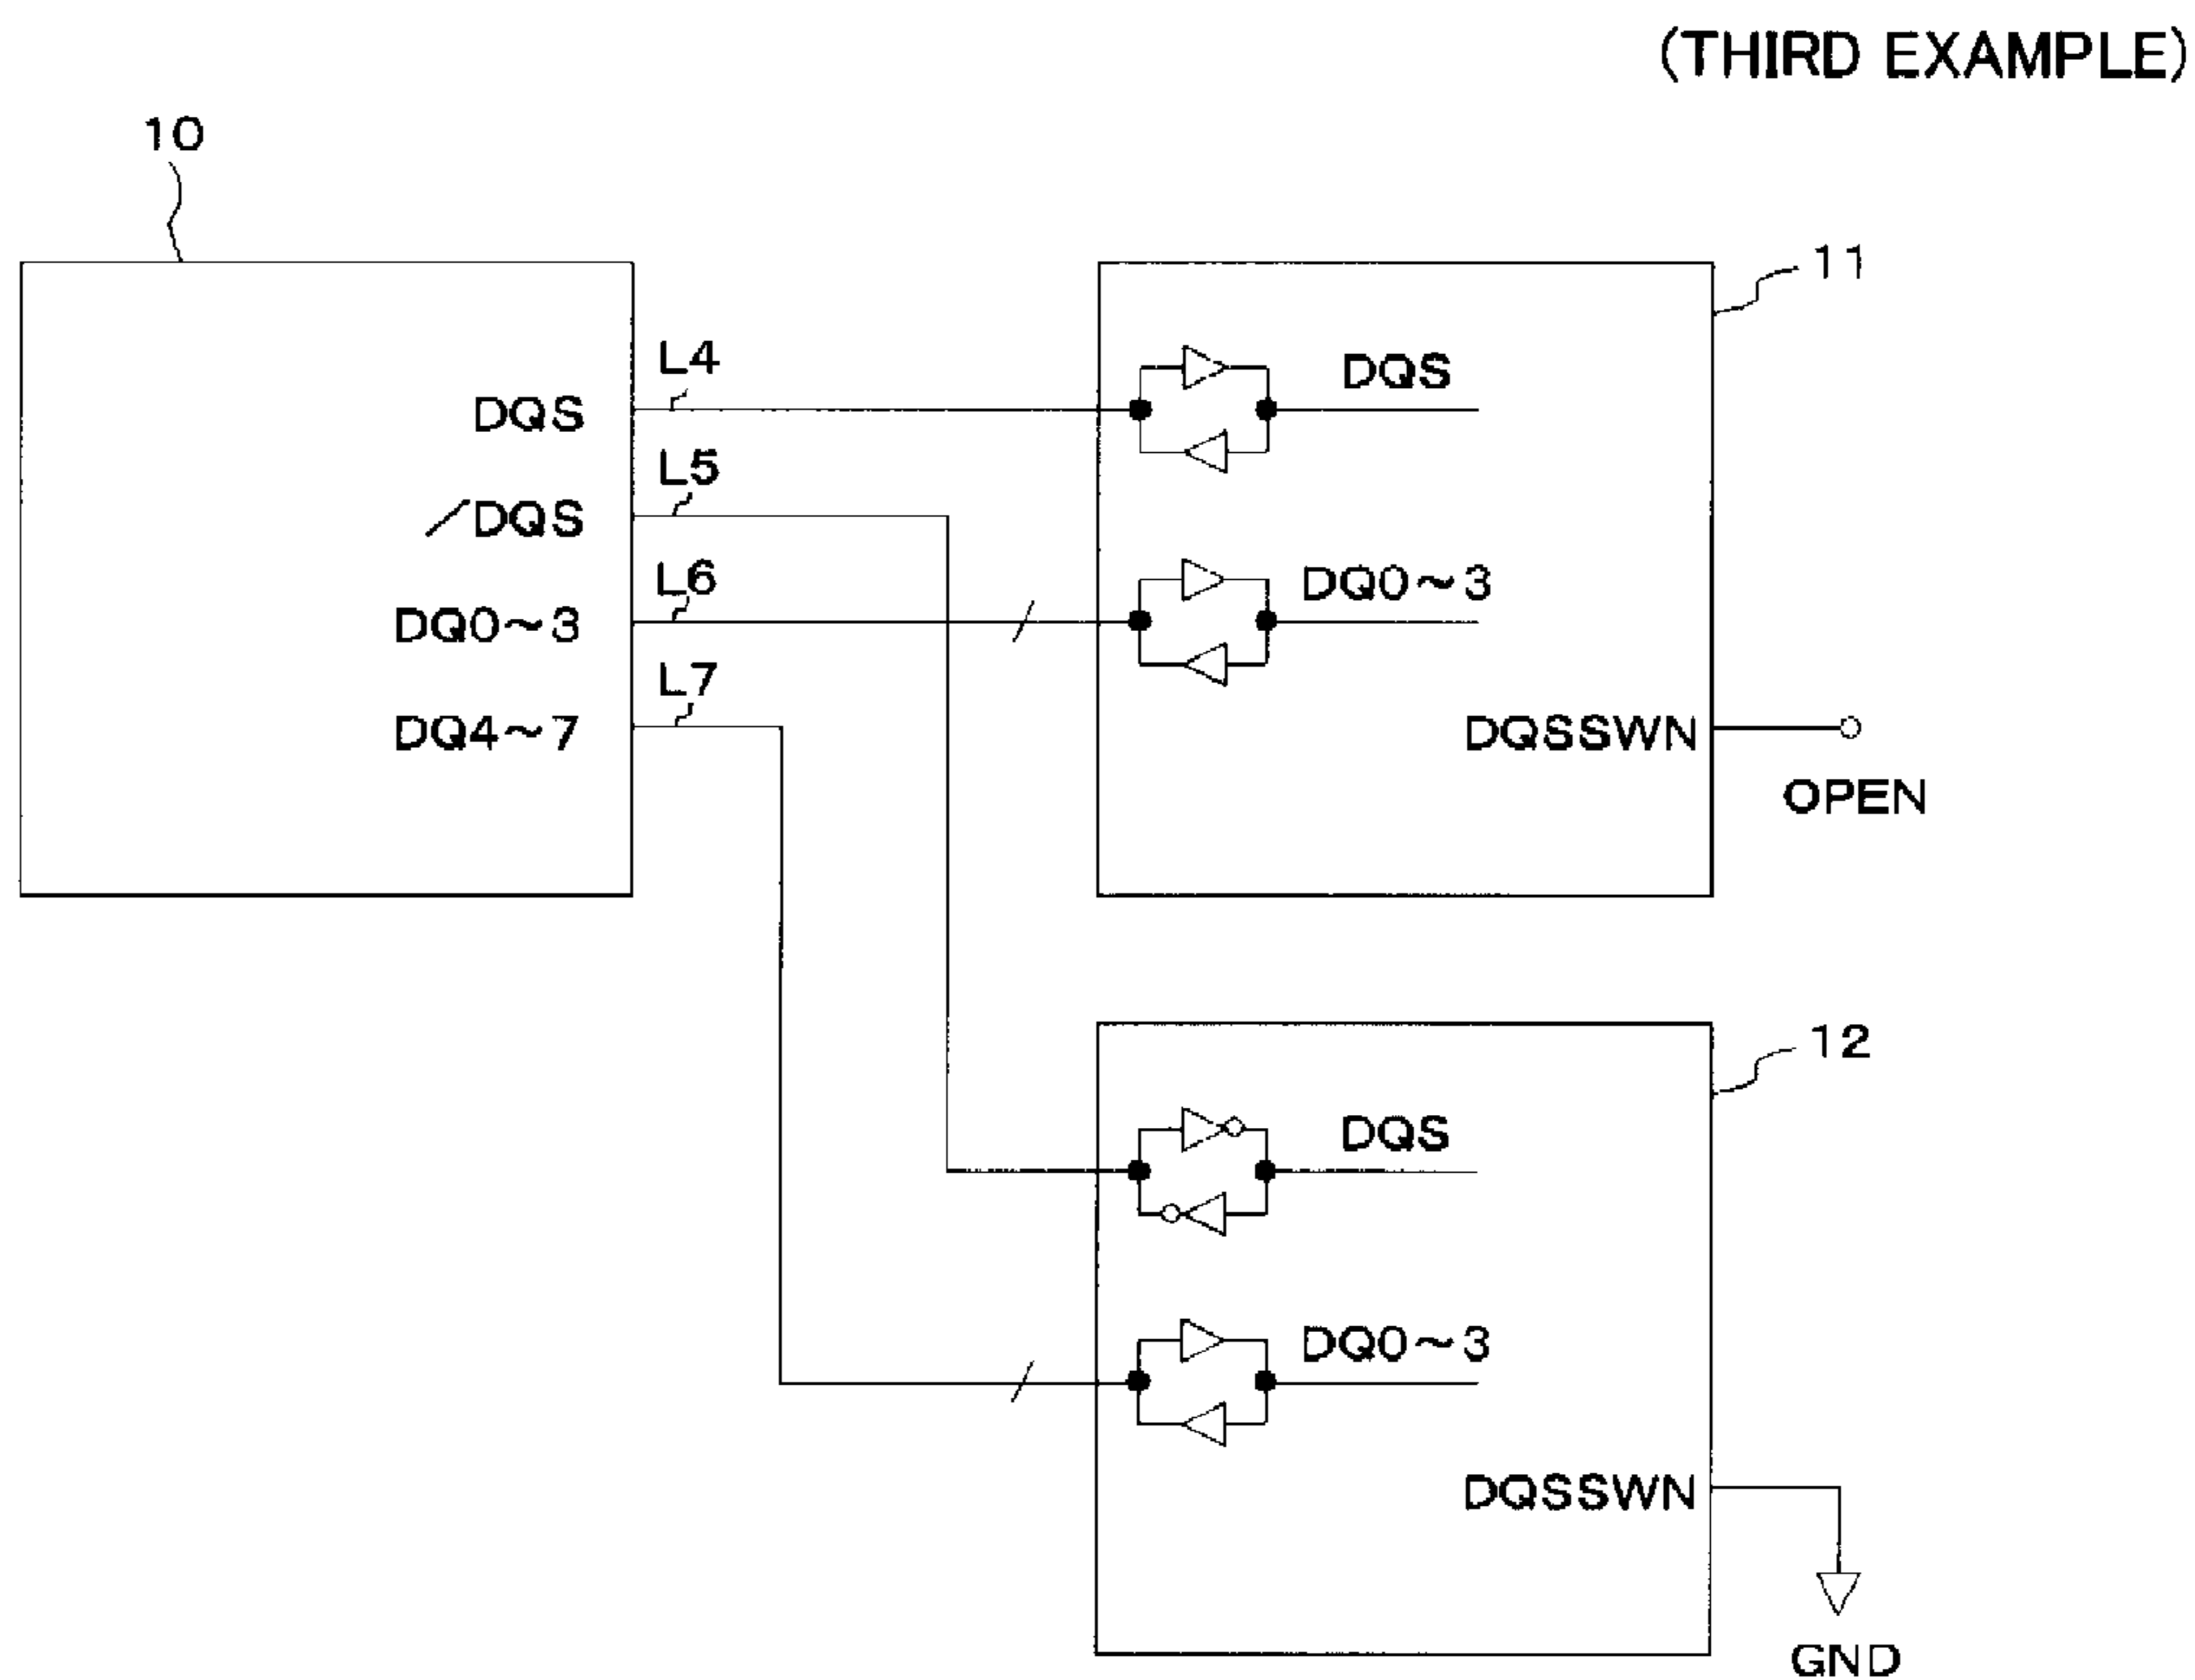 (THIRD EXAMPLE)
10
11
L4
DQS
DQS
L5
/DQS
L6
DQ0~3
DQ0~3
L7
DQ4~7
DQSSWN
OPEN
12
DQS
DQ0~3
DQSSWN
GND